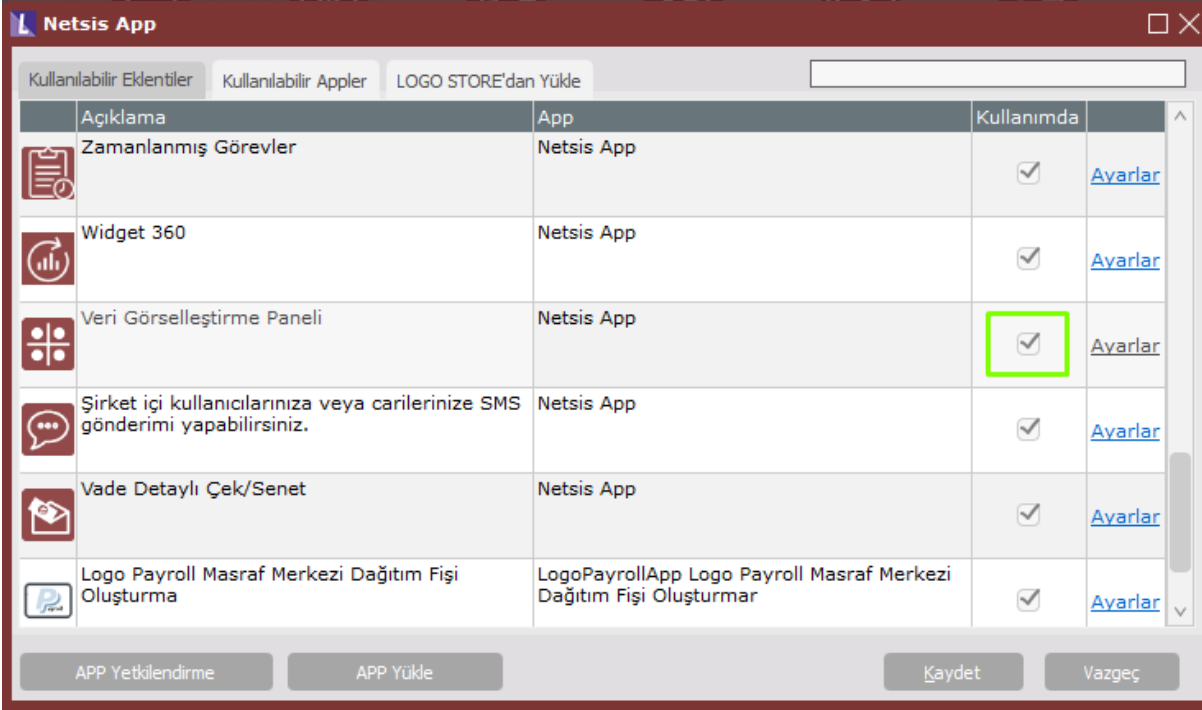 Netsis App
Kullanılabilir Eklentiler Kullanılabilir Appler LOGO STORE'dan Yükle
Açıklama App Kullanımda
Zamanlanmış Görevler Netsis App
Ayarlar
Widget 360 Netsis App
Ayarlar
Veri Görselleştirme Paneli Netsis App
Ayarlar
Şirket içi kullanıcılarınıza veya carilerinize SMS Netsis App
gönderimi yapabilirsiniz.
Ayarlar
Vade Detaylı Çek/Senet Netsis App
Ayarlar
Logo Payroll Masraf Merkezi Dağıtım Fişi LogoPayrollApp Logo Payroll Masraf Merkezi
Oluşturma Dağıtım Fişi Oluşturmar
Ayarlar
APP Yetkilendirme APP Yükle Kaydet Vazgeç